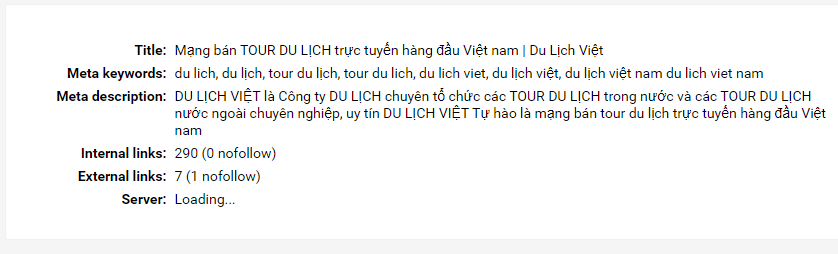 Title: Mạng bán TOUR DU LỊCH trực tuyến hàng đầu Việt nam | Du Lịch Việt
Meta keywords: du lich, du lịch, tour du lịch, tour du lich, du lich viet, du lịch việt, du lịch việt nam du lich viet nam
Meta description: DU LỊCH VIỆT là Công ty DU LỊCH chuyên tổ chức các TOUR DU LỊCH trong nước và các TOUR DU LỊCH
nước ngoài chuyên nghiệp, uy tín DU LỊCH VIỆT Tự hào là mạng bán tour du lịch trực tuyến hàng đầu Việt
nam
Internal links: 290 (0 nofollow)
External links: 7 (1 nofollow)
Server: Loading...